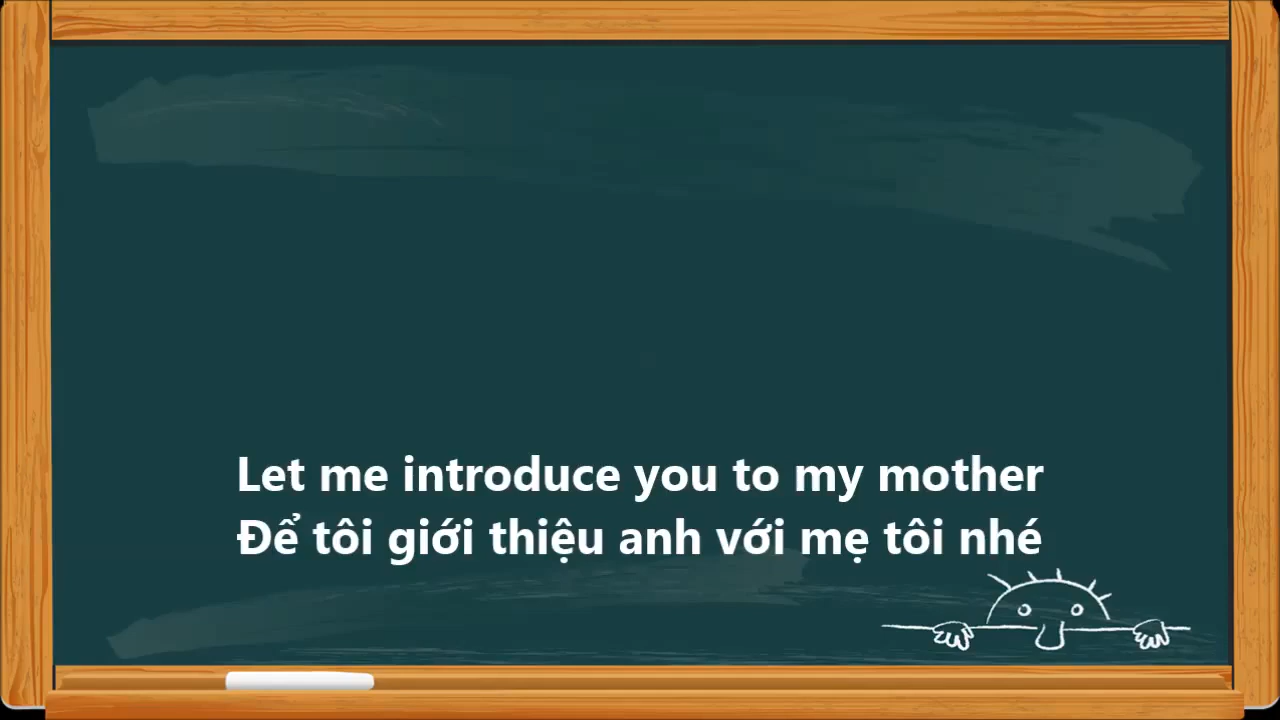 Let me introduce you to my mother
Để tôi giới thiệu anh với mẹ tôi nhé